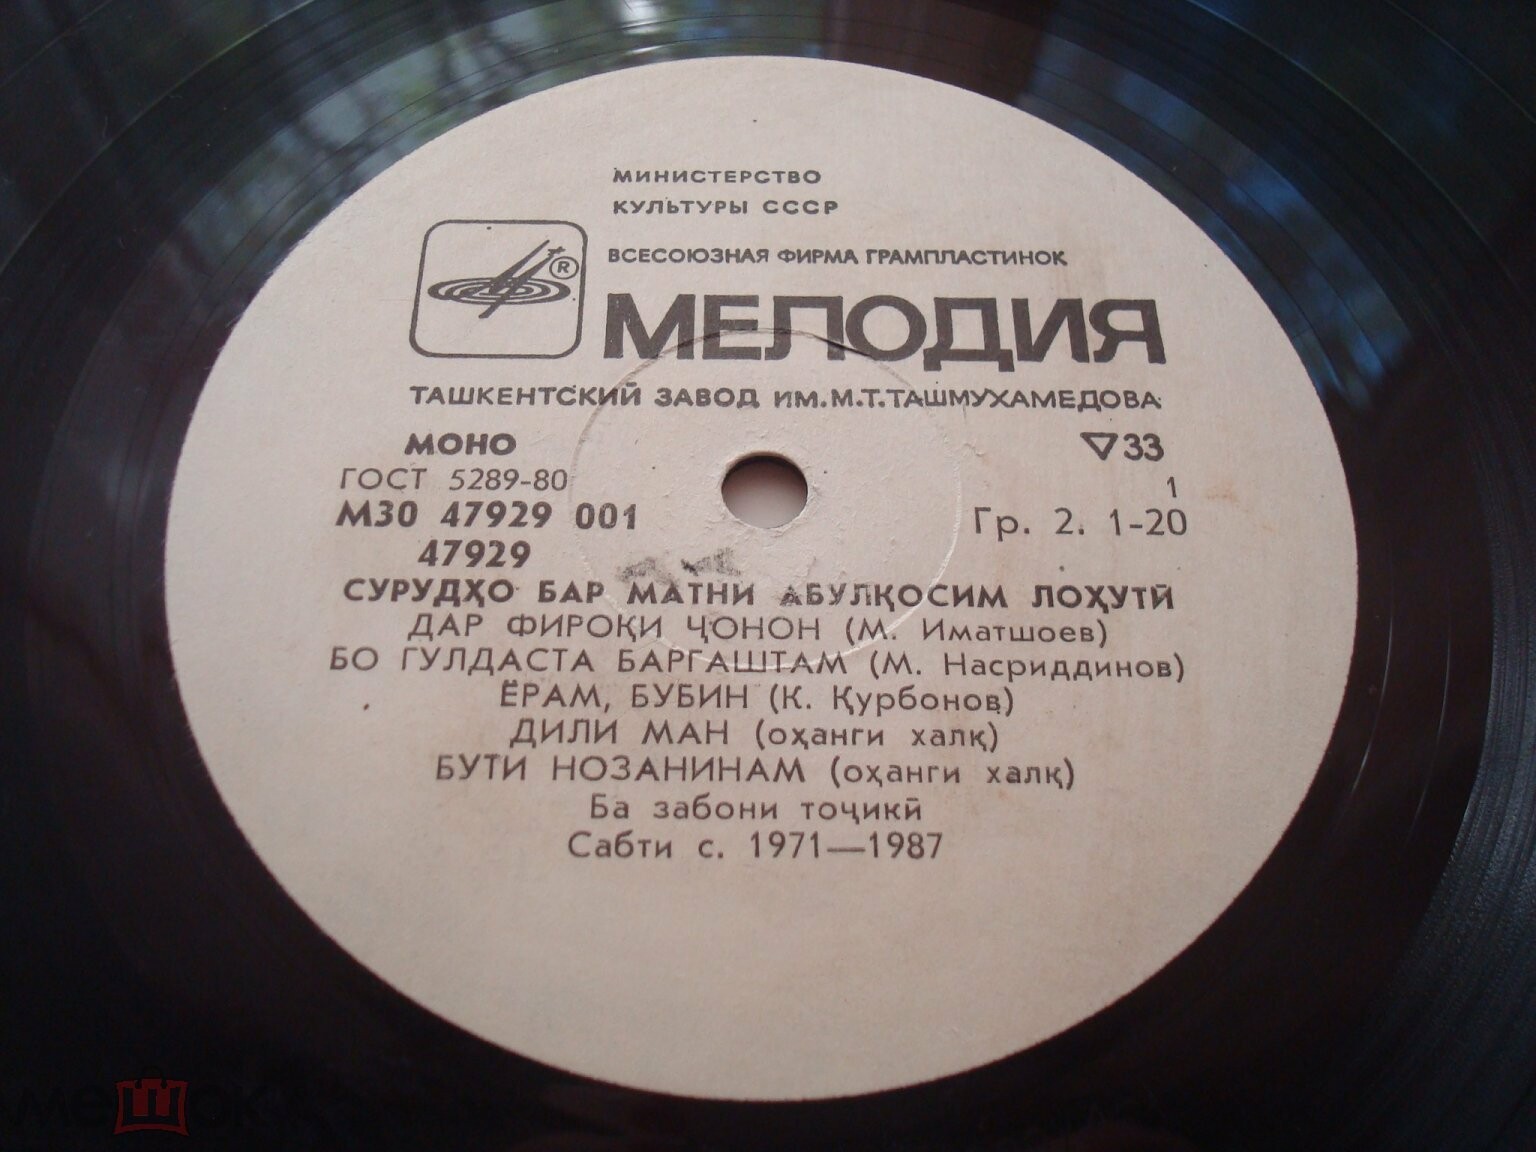 МИНИСТЕРСТВО
КУЛЬТУРЫ СССР
ВСЕСОЮЗНАЯ ФИРМА ГРАМПЛАСТИНОК
®
МЕЛОДИЯ
ТАШКЕНТСКИЙ ЗАВОД ИМ.М.Т.ТАШМУХАМЕДОВА
МОНО
▽33
ГОСТ 5289-80
1
М30 47929 001
Гр. 2. 1-20
47929
СУРУДҲО БАР МАТНИ АБУЛҚОСИМ ЛОҲУТӢ
ДАР ФИРОҚИ ҶОНОН (М. Иматшоев)
БО ГУЛДАСТА БАРГАШТАМ (М. Насриддинов)
ЁРАМ, БУБИН (К. Қурбонов)
ДИЛИ МАН (оҳанги халқ)
БУТИ НОЗАНИНАМ (оҳанги халқ)
Ба забони тоҷикӣ
Сабти с. 1971—1987
мешок